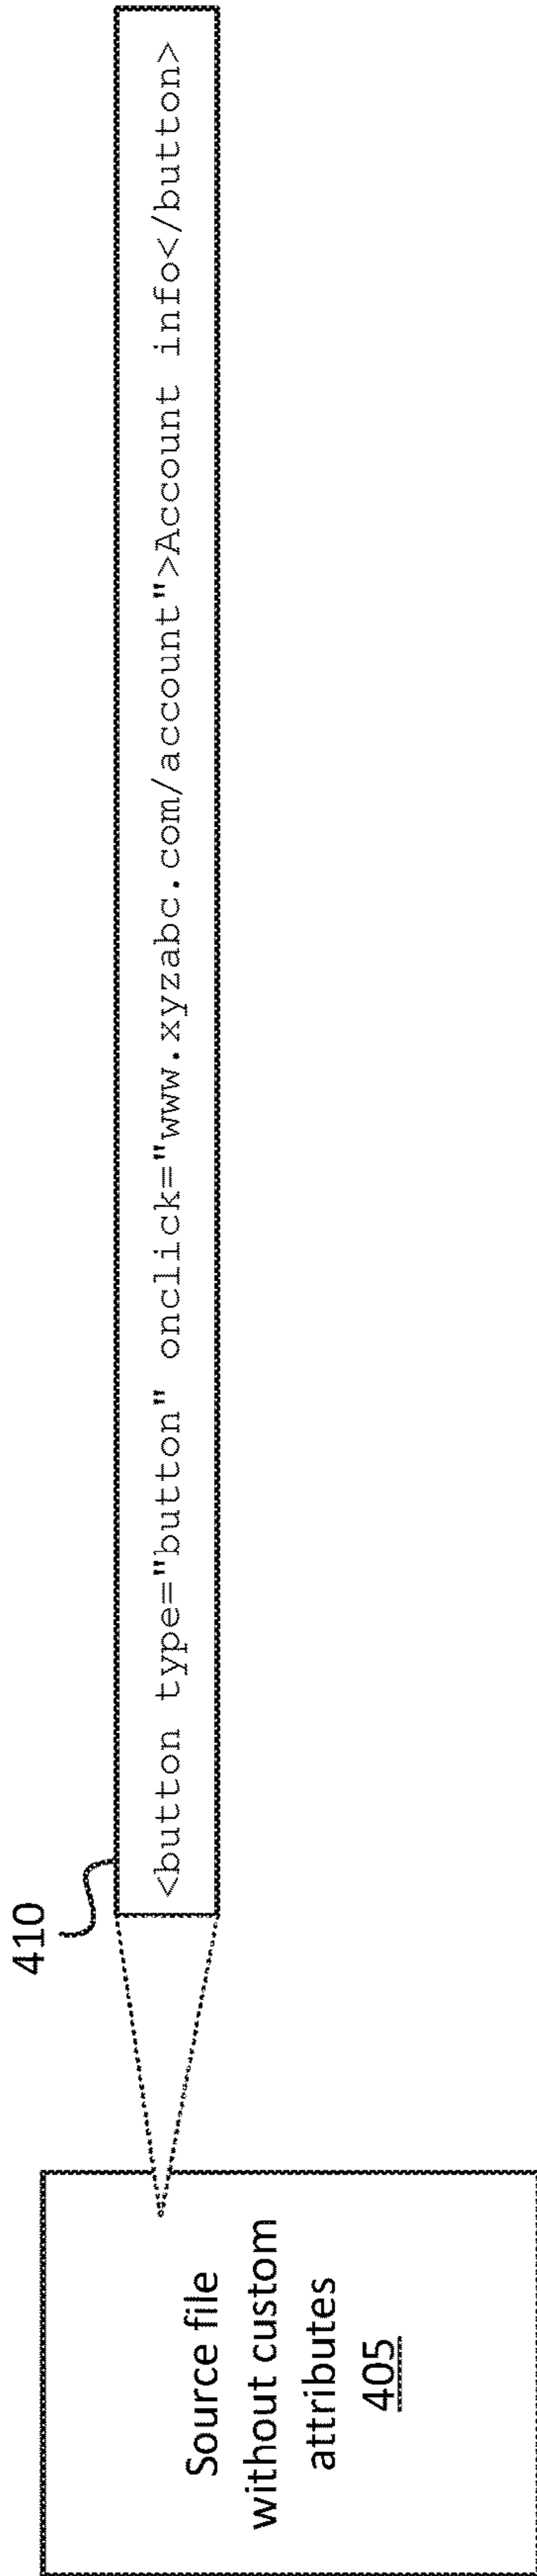 410
<button type="button" onclick="www.xyzabc.com/account">Account info</button>
Source file
without custom
attributes
405